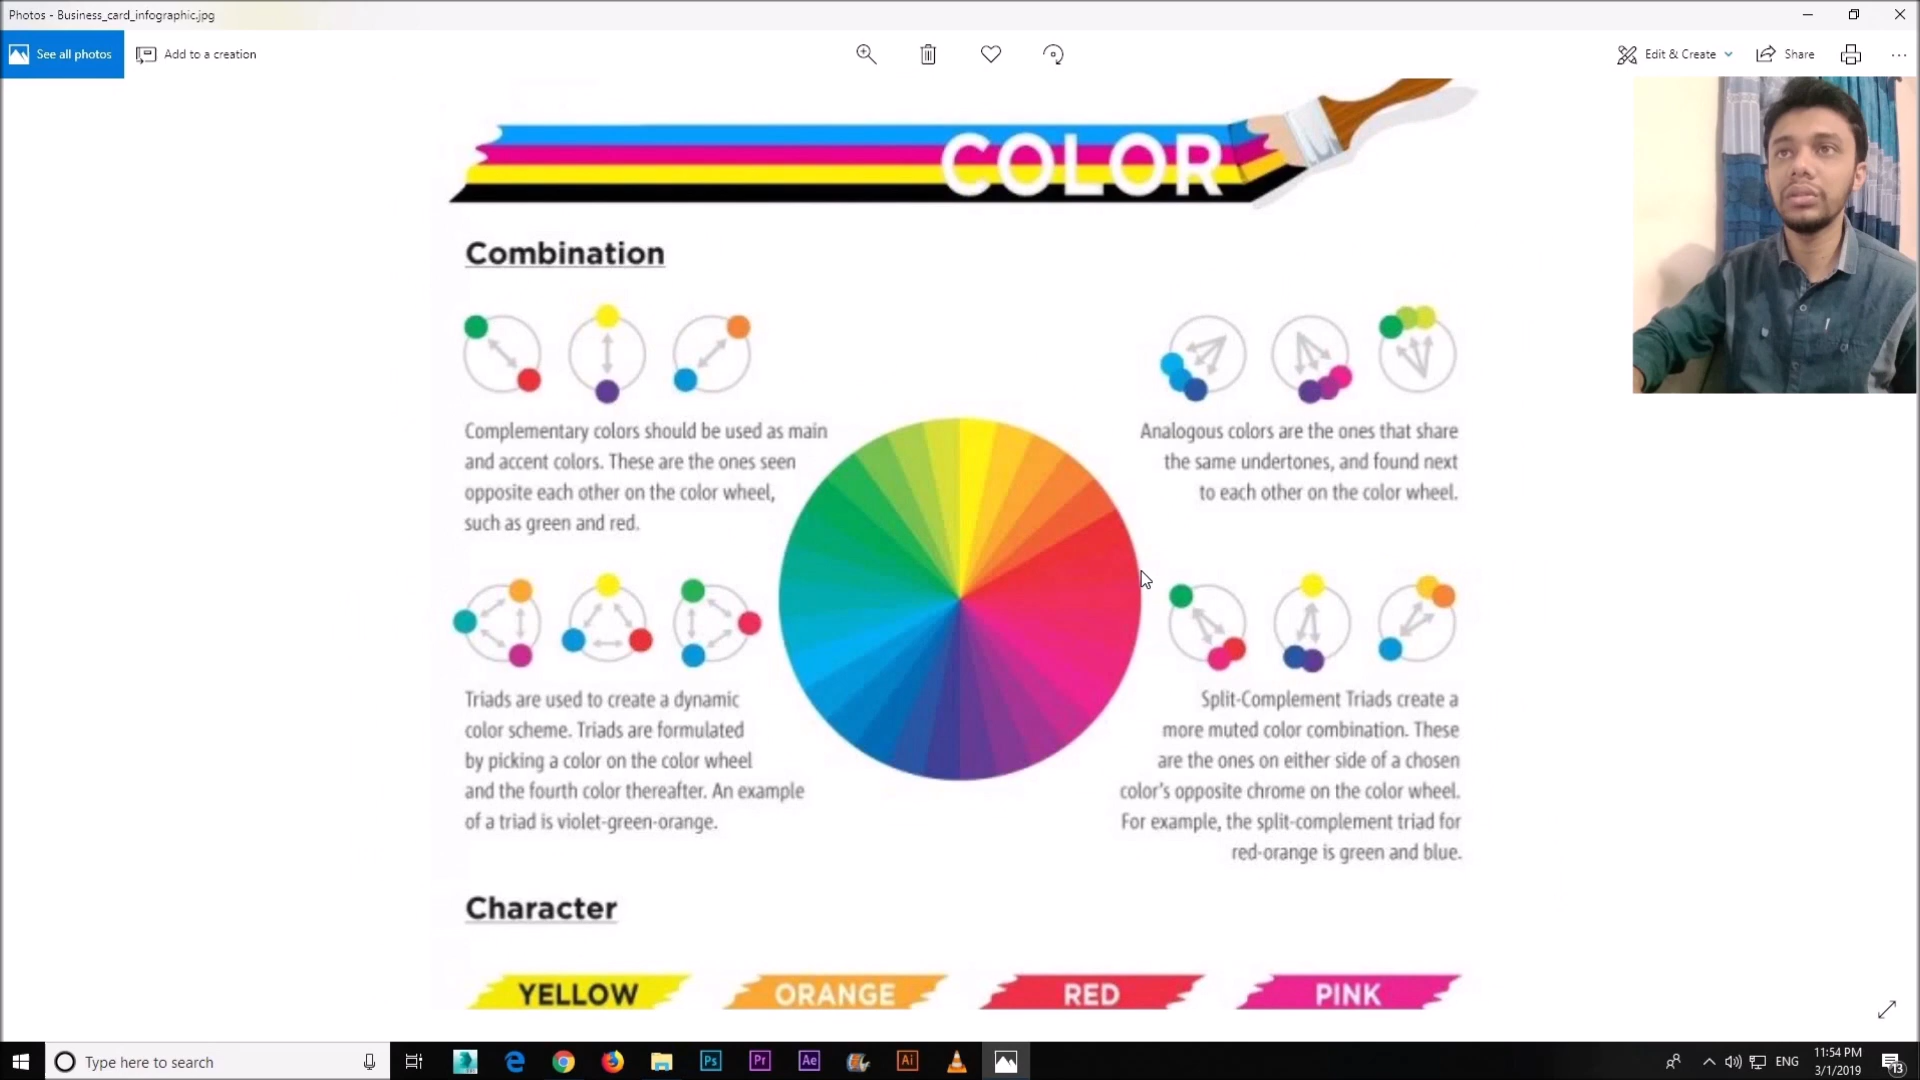 Photos - Business_card_infographic.jpg
See all photos
Add to a creation
Edit & Create
Share
COLOR
Combination
Complementary colors should be used as main
and accent colors. These are the ones seen
opposite each other on the color wheel,
such as green and red.
Analogous colors are the ones that share
the same undertones, and found next
to each other on the color wheel.
Triads are used to create a dynamic
color scheme. Triads are formulated
by picking a color on the color wheel
and the fourth color thereafter. An example
of a triad is violet-green-orange.
Split-Complement Triads create a
more muted color combination. These
are the ones on either side of a chosen
color's opposite chrome on the color wheel.
For example, the split-complement triad for
red-orange is green and blue.
Character
YELLOW
ORANGE
RED
PINK
Type here to search
Ps
Pr
Ae
Ai
ENG
11:54 PM
3/1/2019
13